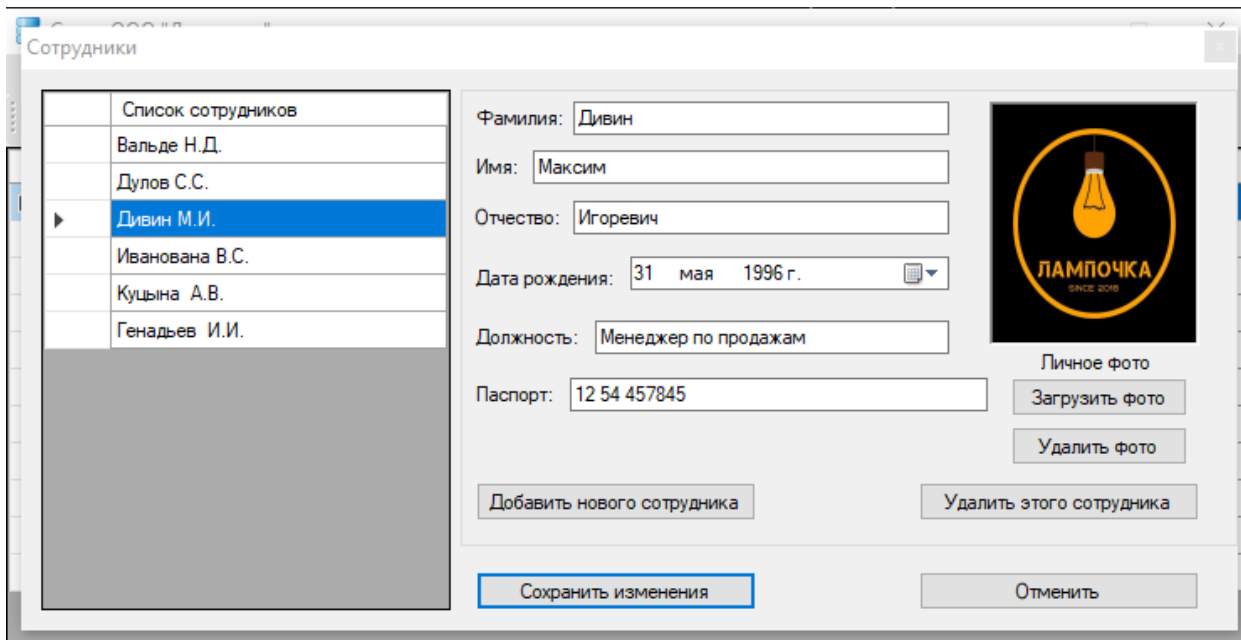 Сотрудники
Список сотрудников
Вальде Н.Д.
Дулов С.С.
Дивин М.И.
Иванована В.С.
Куцына А.В.
Генадьев И.И.
Фамилия: Дивин
Имя: Максим
Отчество: Игоревич
Дата рождения: 31 мая 1996 г.
Должность: Менеджер по продажам
Паспорт: 12 54 457845
ЛАМПОЧКА
SINCE 2018
Личное фото
Загрузить фото
Удалить фото
Добавить нового сотрудника
Удалить этого сотрудника
Сохранить изменения
Отменить